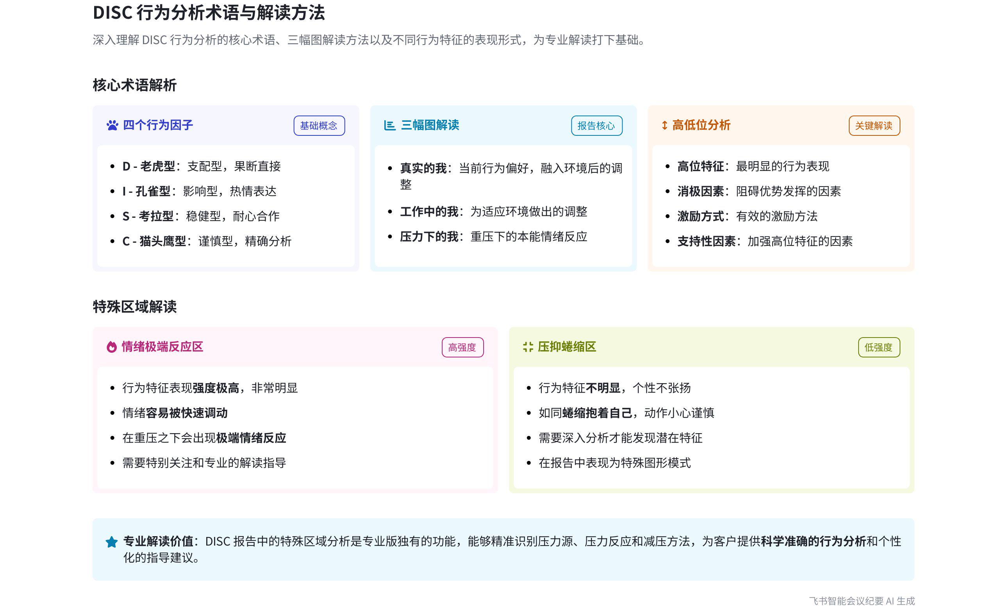 DISC 行为分析术语与解读方法
深入理解 DISC 行为分析的核心术语、三幅图解读方法以及不同行为特征的表现形式，为专业解读打下基础。
核心术语解析
四个行为因子
基础概念
D - 老虎型：支配型，果断直接
I - 孔雀型：影响型，热情表达
S - 考拉型：稳健型，耐心合作
C - 猫头鹰型：谨慎型，精确分析
三幅图解读
报告核心
真实的我：当前行为偏好，融入环境后的调
整
工作中的我：为适应环境做出的调整
压力下的我：重压下的本能情绪反应
高低位分析
关键解读
高位特征：最明显的行为表现
消极因素：阻碍优势发挥的因素
激励方式：有效的激励方法
支持性因素：加强高位特征的因素
特殊区域解读
情绪极端反应区
高强度
行为特征表现强度极高，非常明显
情绪容易被快速调动
在重压之下会出现极端情绪反应
需要特别关注和专业的解读指导
压抑蜷缩区
低强度
行为特征不明显，个性不张扬
如同蜷缩抱着自己，动作小心谨慎
需要深入分析才能发现潜在特征
在报告中表现为特殊图形模式
专业解读价值：DISC 报告中的特殊区域分析是专业版独有的功能，能够精准识别压力源、压力反应和减压方法，为客户提供科学准确的行为分析和个性
化的指导建议。
飞书智能会议纪要 AI 生成